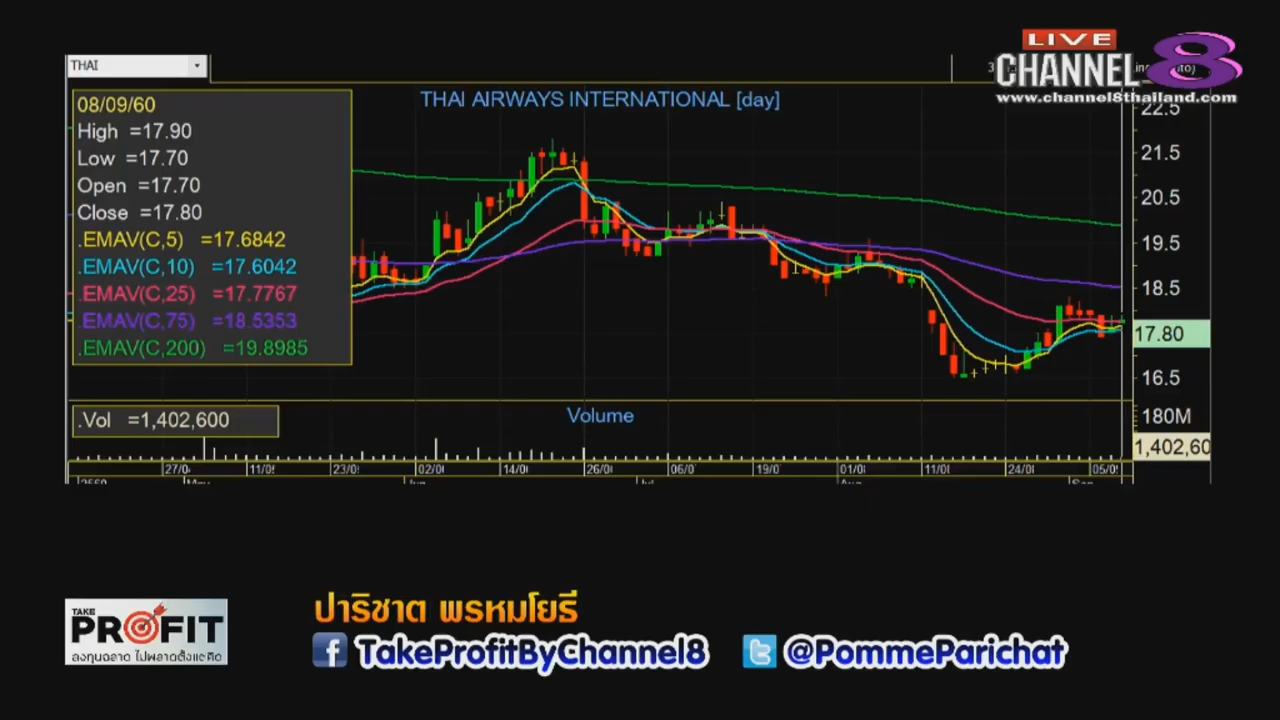 LIVE
CHANNEL 8
www.channel8thailand.com
THAI
THAI AIRWAYS INTERNATIONAL [day]
08/09/60
High =17.90
Low =17.70
Open =17.70
Close =17.80
.EMAV(C,5) =17.6842
.EMAV(C,10) =17.6042
.EMAV(C,25) =17.7767
.EMAV(C,75) =18.5353
.EMAV(C,200) =19.8985
22.5
21.5
20.5
19.5
18.5
17.80
16.5
.Vol =1,402,600
Volume
180M
1,402,60
27/0 11/0 23/0 02/0 14/0 26/0 06/0 19/0 01/0 11/0 24/0 05/0
2560 May Jun Jul Aug Sep
TAKE
PROFIT
ลงทุนฉลาด ไม่พลาดตั้งแต่คิด
ปาริชาต พรหมโยธี
f TakeProfitByChannel8 t @PommeParichat